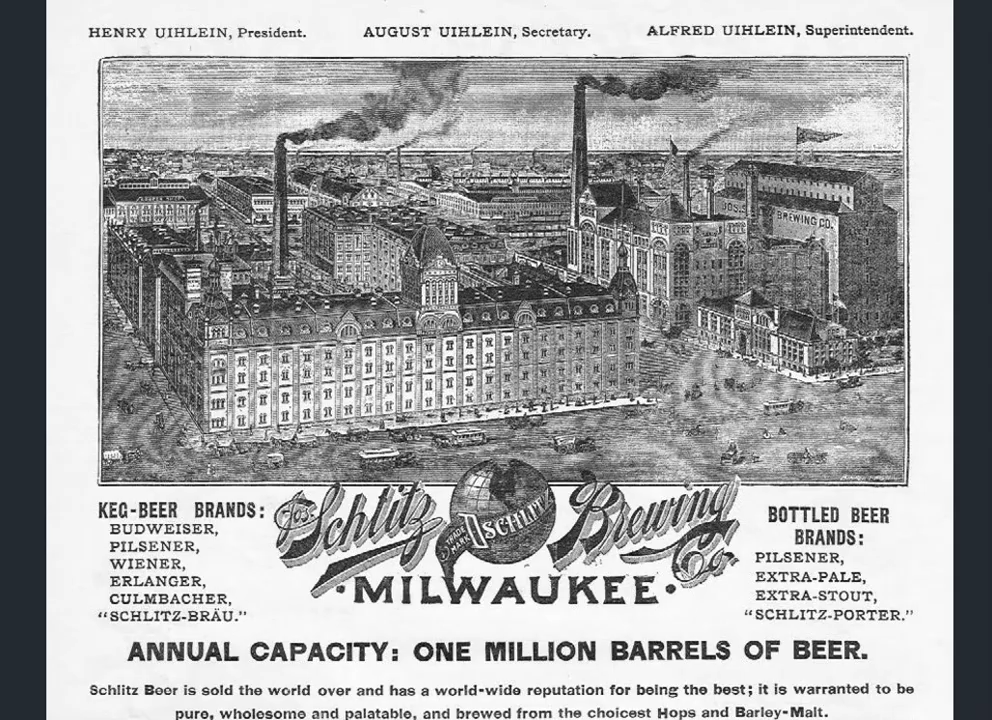 HENRY UIHLEIN, President. AUGUST UIHLEIN, Secretary. ALFRED UIHLEIN, Superintendent.
JOS.
BREWING CO.
KEG-BEER BRANDS:
BUDWEISER,
PILSENER,
WIENER,
ERLANGER,
CULMBACHER,
"SCHLITZ-BRÄU."
Jos. Schlitz Brewing Co.
TRADE MARK
SCHLITZ
·MILWAUKEE·
BOTTLED BEER
BRANDS:
PILSENER,
EXTRA-PALE,
EXTRA-STOUT,
"SCHLITZ-PORTER."
ANNUAL CAPACITY: ONE MILLION BARRELS OF BEER.
Schlitz Beer is sold the world over and has a world-wide reputation for being the best; it is warranted to be
pure, wholesome and palatable, and brewed from the choicest Hops and Barley-Malt.